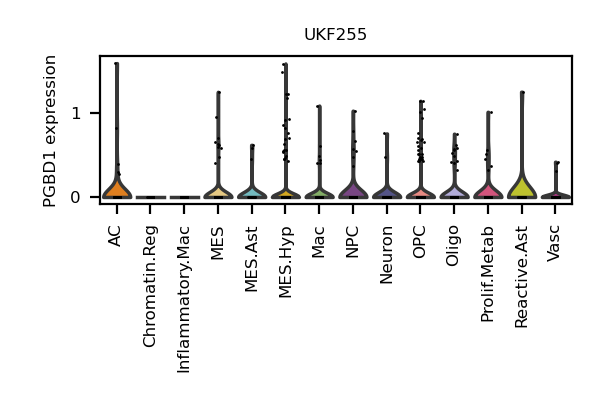 UKF255
PGBD1 expression
1
0
AC
Chromatin.Reg
Inflammatory.Mac
MES
MES.Ast
MES.Hyp
Mac
NPC
Neuron
OPC
Oligo
Prolif.Metab
Reactive.Ast
Vasc